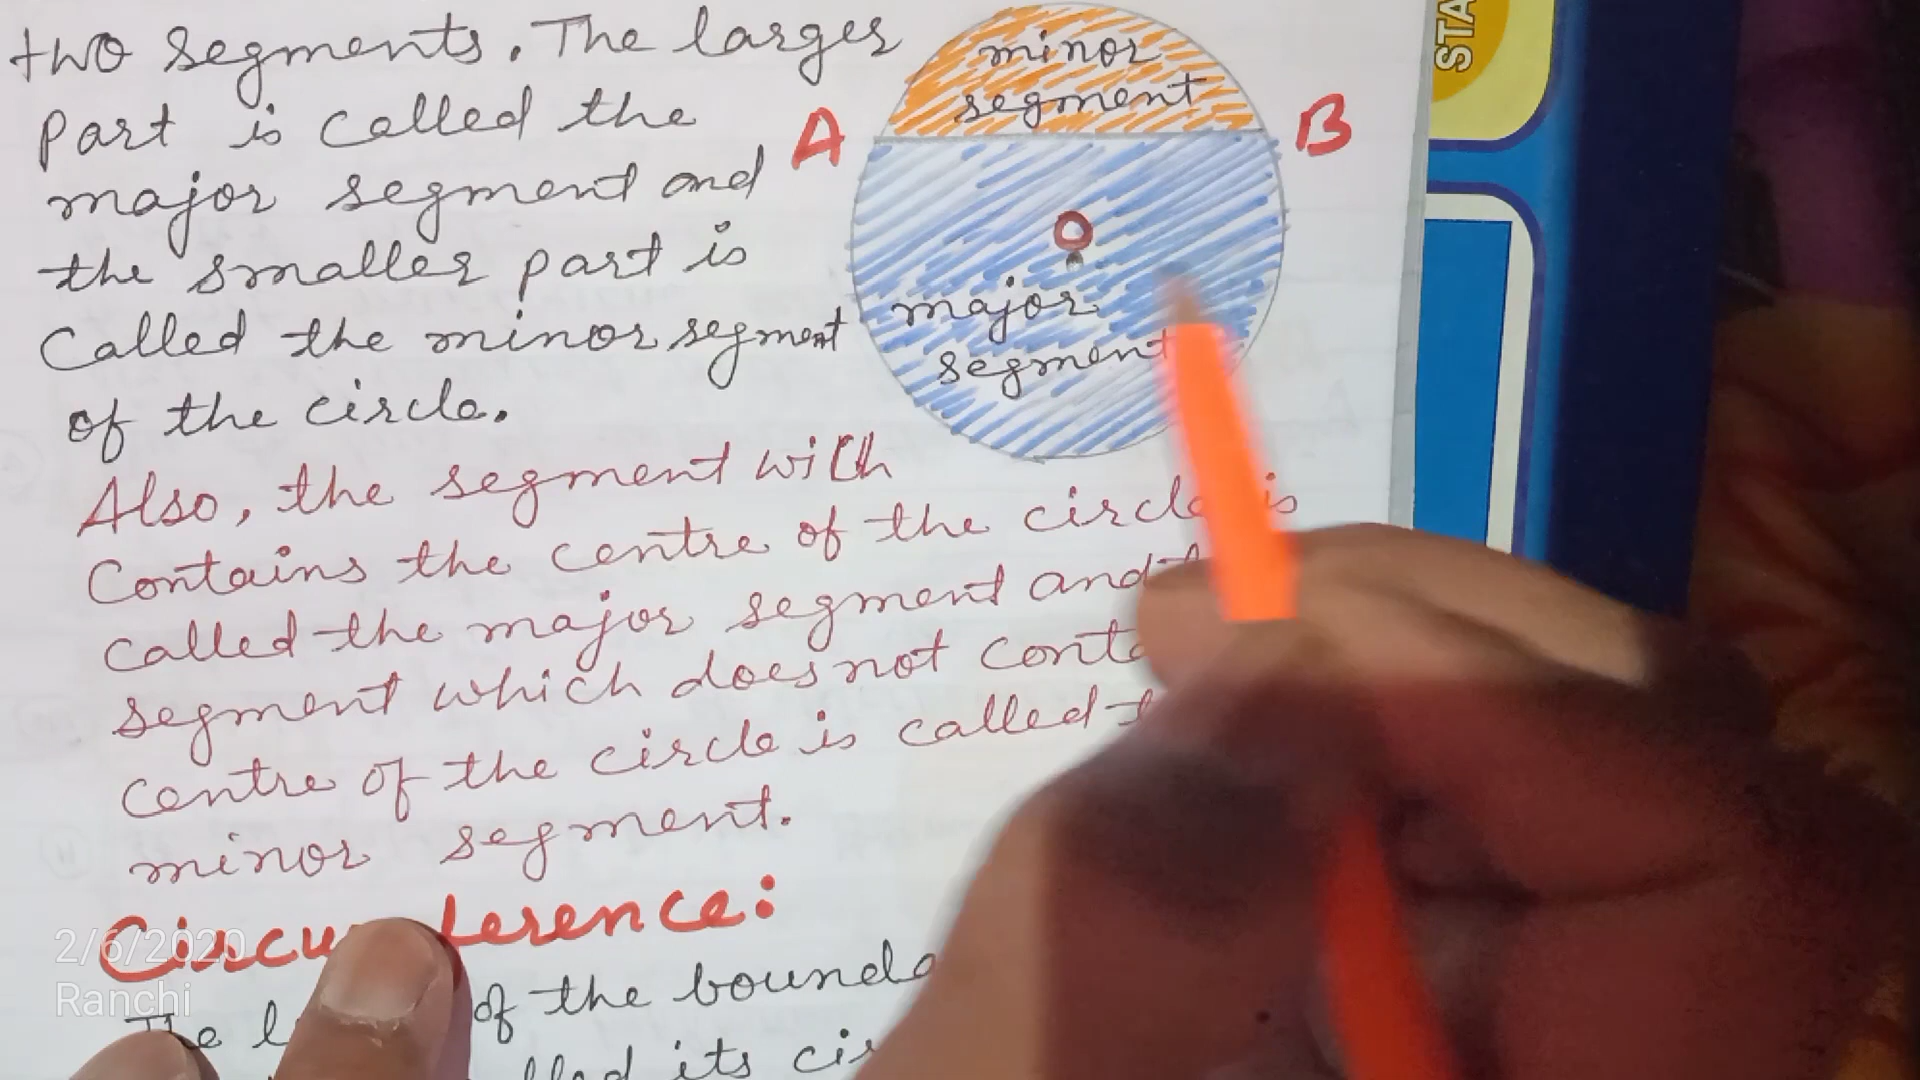 two segments. The larger
part is called the
major segment and
the smaller part is
called the minor segment
of the circle.
minor
segment
A
B
O
major
segment
Also, the segment with
contains the centre of the circle is
called the major segment and
segment which does not
centre of the circle is called
minor segment.
The of the
its
STA
2/6/2020
Ranchi